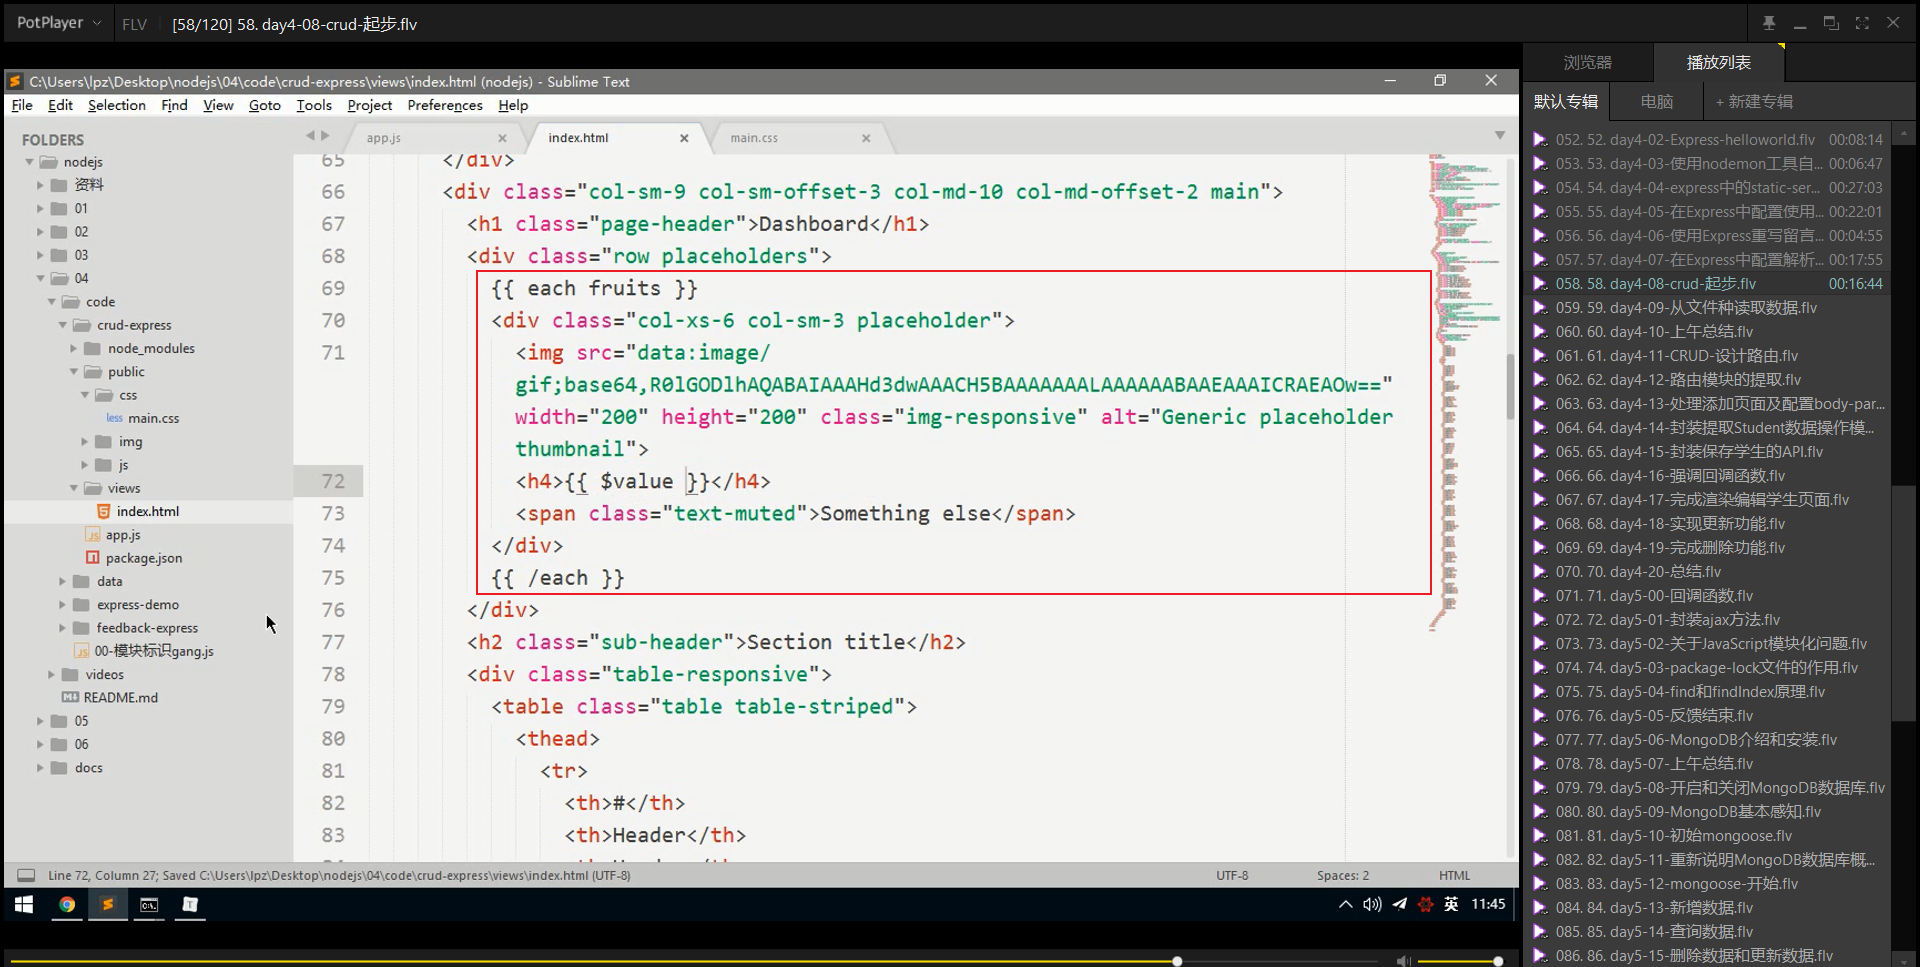 PotPlayer
FLV
[58/120] 58. day4-08-crud-起步.flv
C:\Users\lpz\Desktop\nodejs\04\code\crud-express\views\index.html (nodejs) - Sublime Text
File Edit Selection Find View Goto Tools Project Preferences Help
FOLDERS
nodejs
资料
01
02
03
04
code
crud-express
node_modules
public
css
less main.css
img
js
views
index.html
app.js
package.json
data
express-demo
feedback-express
00-模块标识gang.js
videos
README.md
05
06
docs
app.js
index.html
main.css
65 </div>
66 <div class="col-sm-9 col-sm-offset-3 col-md-10 col-md-offset-2 main">
67 <h1 class="page-header">Dashboard</h1>
68 <div class="row placeholders">
69 {{ each fruits }}
70 <div class="col-xs-6 col-sm-3 placeholder">
71 <img src="data:image/
gif;base64,R0lGODlhAQABAIAAAHd3dwAAACH5BAAAAAAALAAAAAABAAEAAAICRAEAOw=="
width="200" height="200" class="img-responsive" alt="Generic placeholder
thumbnail">
72 <h4>{{ $value }}</h4>
73 <span class="text-muted">Something else</span>
74 </div>
75 {{ /each }}
76 </div>
77 <h2 class="sub-header">Section title</h2>
78 <div class="table-responsive">
79 <table class="table table-striped">
80 <thead>
81 <tr>
82 <th>#</th>
83 <th>Header</th>
Line 72, Column 27; Saved C:\Users\lpz\Desktop\nodejs\04\code\crud-express\views\index.html (UTF-8)
UTF-8
Spaces: 2
HTML
英
11:45
浏览器
播放列表
默认专辑
电脑
+ 新建专辑
052. 52. day4-02-Express-helloworld.flv 00:08:14
053. 53. day4-03-使用nodemon工具自... 00:06:47
054. 54. day4-04-express中的static-ser... 00:27:03
055. 55. day4-05-在Express中配置使用... 00:22:01
056. 56. day4-06-使用Express重写留言... 00:04:55
057. 57. day4-07-在Express中配置解析... 00:17:55
058. 58. day4-08-crud-起步.flv 00:16:44
059. 59. day4-09-从文件种读取数据.flv
060. 60. day4-10-上午总结.flv
061. 61. day4-11-CRUD-设计路由.flv
062. 62. day4-12-路由模块的提取.flv
063. 63. day4-13-处理添加页面及配置body-par...
064. 64. day4-14-封装提取Student数据操作模...
065. 65. day4-15-封装保存学生的API.flv
066. 66. day4-16-强调回调函数.flv
067. 67. day4-17-完成渲染编辑学生页面.flv
068. 68. day4-18-实现更新功能.flv
069. 69. day4-19-完成删除功能.flv
070. 70. day4-20-总结.flv
071. 71. day5-00-回调函数.flv
072. 72. day5-01-封装ajax方法.flv
073. 73. day5-02-关于JavaScript模块化问题.flv
074. 74. day5-03-package-lock文件的作用.flv
075. 75. day5-04-find和findIndex原理.flv
076. 76. day5-05-反馈结束.flv
077. 77. day5-06-MongoDB介绍和安装.flv
078. 78. day5-07-上午总结.flv
079. 79. day5-08-开启和关闭MongoDB数据库.flv
080. 80. day5-09-MongoDB基本感知.flv
081. 81. day5-10-初始mongoose.flv
082. 82. day5-11-重新说明MongoDB数据库概...
083. 83. day5-12-mongoose-开始.flv
084. 84. day5-13-新增数据.flv
085. 85. day5-14-查询数据.flv
086. 86. day5-15-删除数据和更新数据.flv